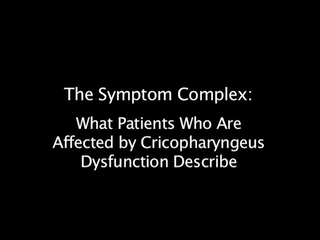 The Symptom Complex:
What Patients Who Are
Affected by Cricopharyngeus
Dysfunction Describe